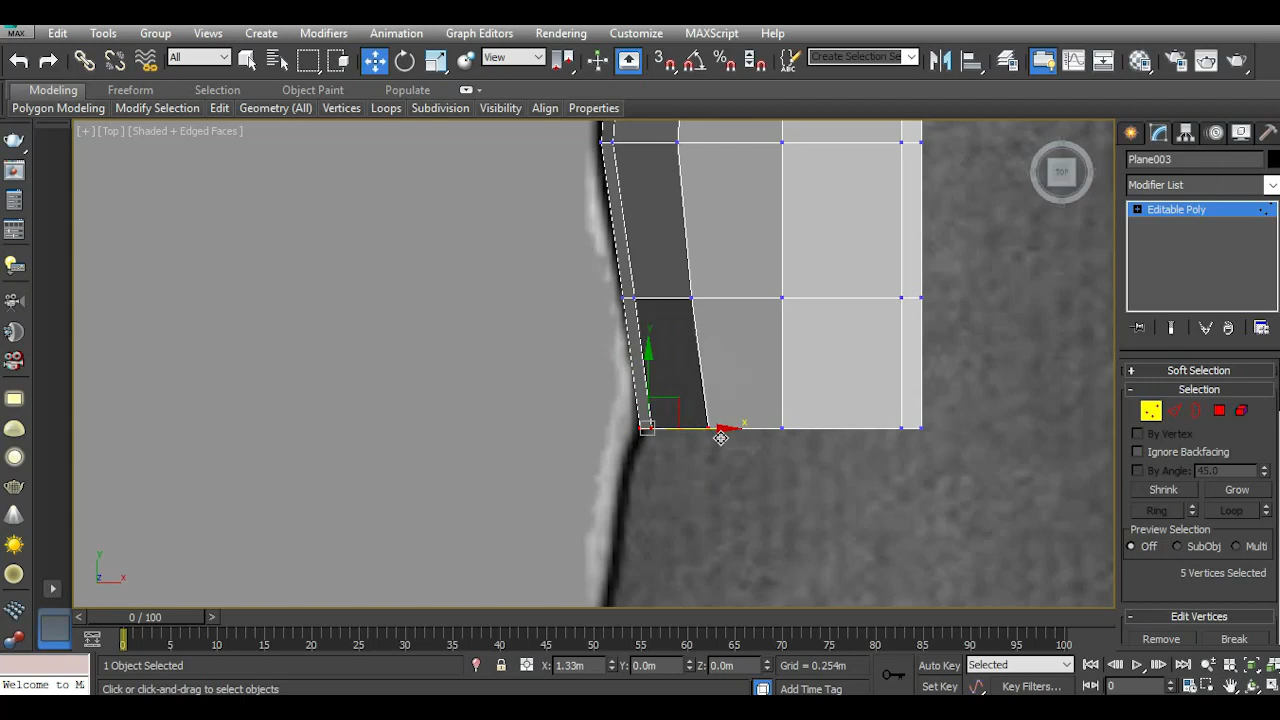 MAX
Edit Tools Group Views Create Modifiers Animation Graph Editors Rendering Customize MAXScript Help
All View 3 ABC Create Selection Se
Modeling Freeform Selection Object Paint Populate
Polygon Modeling Modify Selection Edit Geometry (All) Vertices Loops Subdivision Visibility Align Properties
[ + ] [ Top ] [ Shaded + Edged Faces ]
TOP
Plane003
Modifier List
Editable Poly
y
x
y
z x
Soft Selection
Selection
By Vertex
Ignore Backfacing
By Angle: 45.0
Shrink Grow
Ring Loop
Preview Selection
Off SubObj Multi
5 Vertices Selected
Edit Vertices
Remove Break
< 0 / 100 >
0 5 10 15 20 25 30 35 40 45 50 55 60 65 70 75 80 85 90 95 100
1 Object Selected X: 1.33m Y: 0.0m Z: 0.0m Grid = 0.254m Auto Key Selected
Welcome to M Click or click-and-drag to select objects Add Time Tag Set Key Key Filters... 0